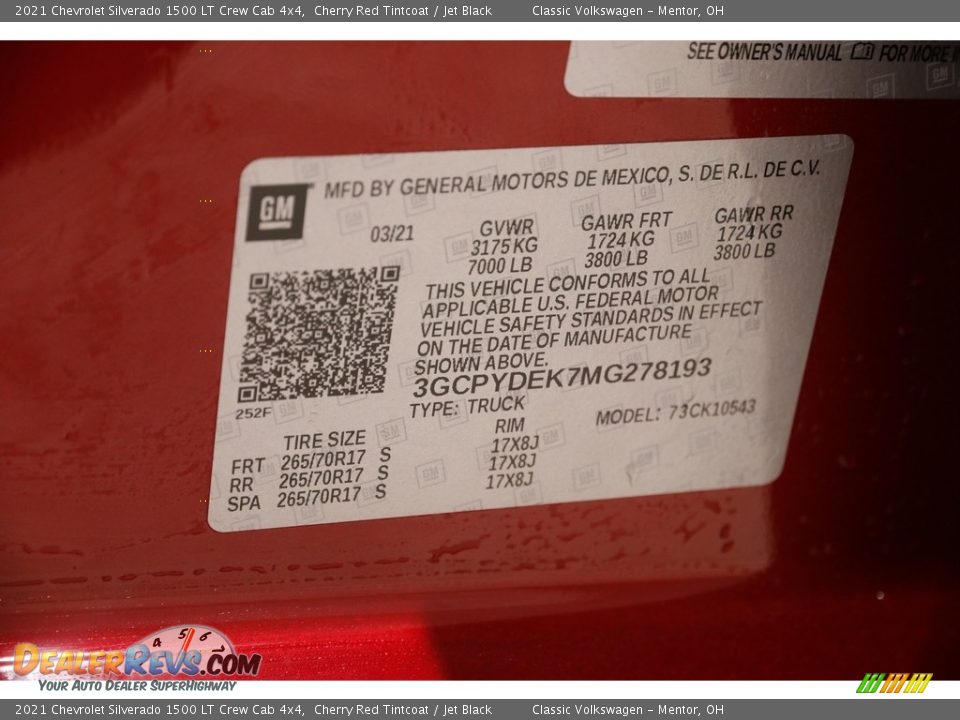 2021 Chevrolet Silverado 1500 LT Crew Cab 4x4, Cherry Red Tintcoat / Jet Black Classic Volkswagen – Mentor, OH
SEE OWNER'S MANUAL FOR MORE
GM MFD BY GENERAL MOTORS DE MEXICO, S. DE R.L. DE C.V.
03/21 GVWR GAWR FRT GAWR RR
3175 KG 1724 KG 1724 KG
7000 LB 3800 LB 3800 LB
THIS VEHICLE CONFORMS TO ALL
APPLICABLE U.S. FEDERAL MOTOR
VEHICLE SAFETY STANDARDS IN EFFECT
ON THE DATE OF MANUFACTURE
SHOWN ABOVE.
3GCPYDEK7MG278193
252F TYPE: TRUCK MODEL: 73CK10543
TIRE SIZE RIM
FRT 265/70R17 S 17X8J
RR 265/70R17 S 17X8J
SPA 265/70R17 S 17X8J
4 5 6
DEALERREVS.COM
YOUR AUTO DEALER SUPERHIGHWAY
2021 Chevrolet Silverado 1500 LT Crew Cab 4x4, Cherry Red Tintcoat / Jet Black Classic Volkswagen – Mentor, OH